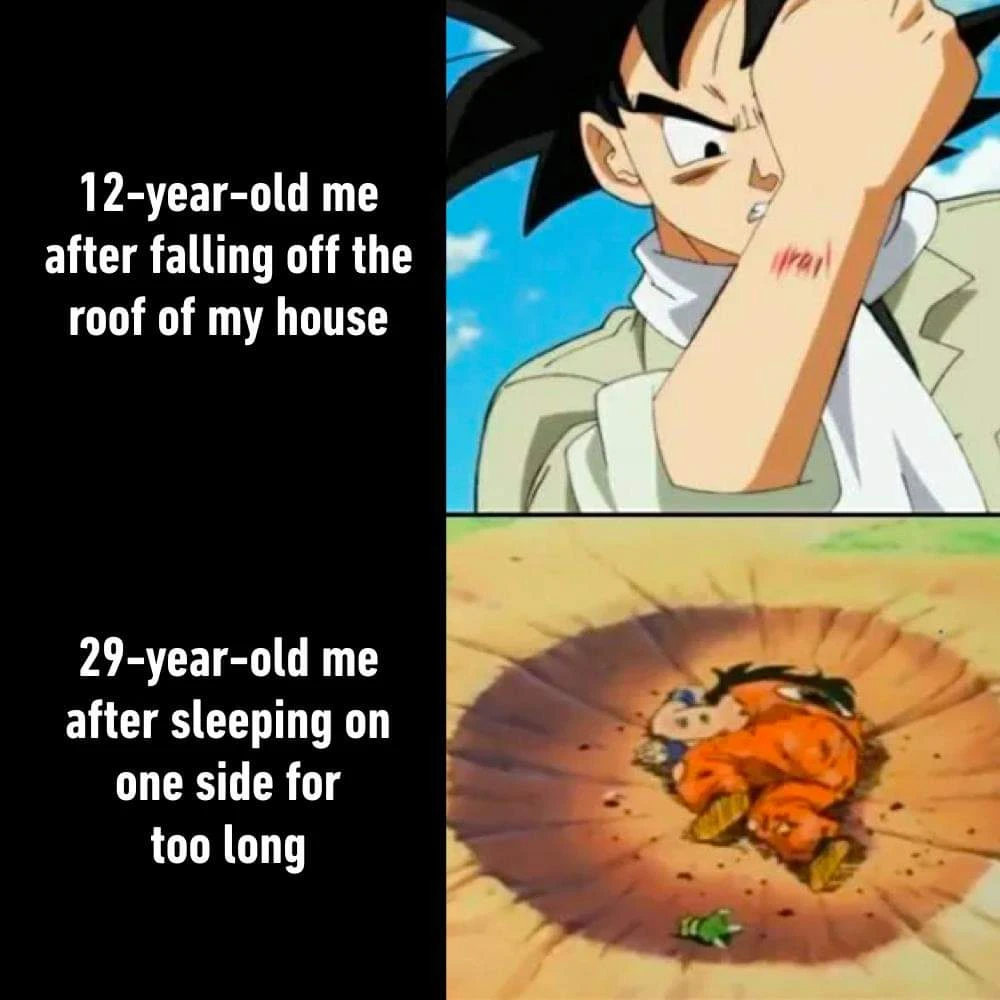 12-year-old me
after falling off the
roof of my house
29-year-old me
after sleeping on
one side for
too long